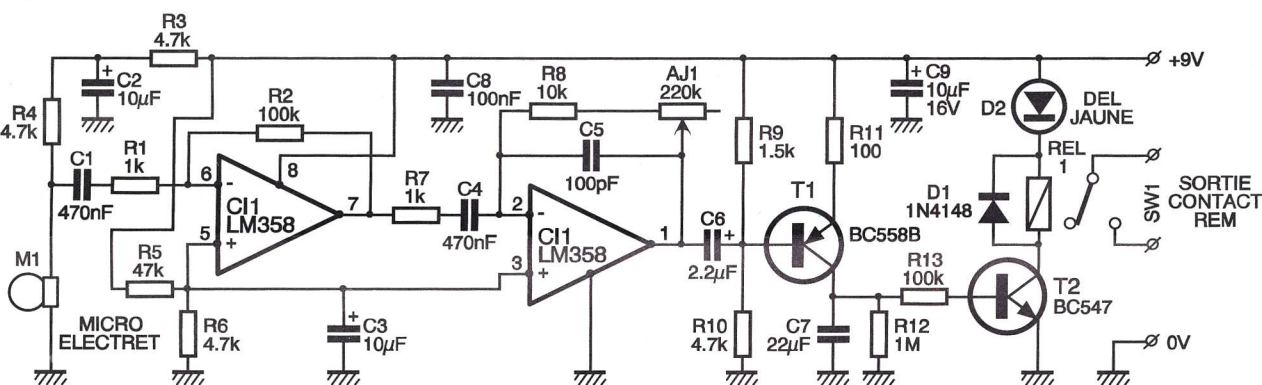 R3
4.7k
+
C2
10µF
R4
4.7k
C1
470nF
R1
1k
R2
100k
6
-
8
CI1
LM358
7
5
+
R5
47k
M1
MICRO
ELECTRET
R6
4.7k
+
C3
10µF
C8
100nF
R7
1k
C4
470nF
R8
10k
AJ1
220k
C5
100pF
2
-
CI1
LM358
1
3
+
C6
+
2.2µF
R9
1.5k
R10
4.7k
T1
BC558B
R11
100
C7
22µF
R12
1M
R13
100k
+
C9
10µF
16V
D2
DEL
JAUNE
D1
1N4148
REL
1
T2
BC547
+9V
SW1
SORTIE
CONTACT
REM
0V